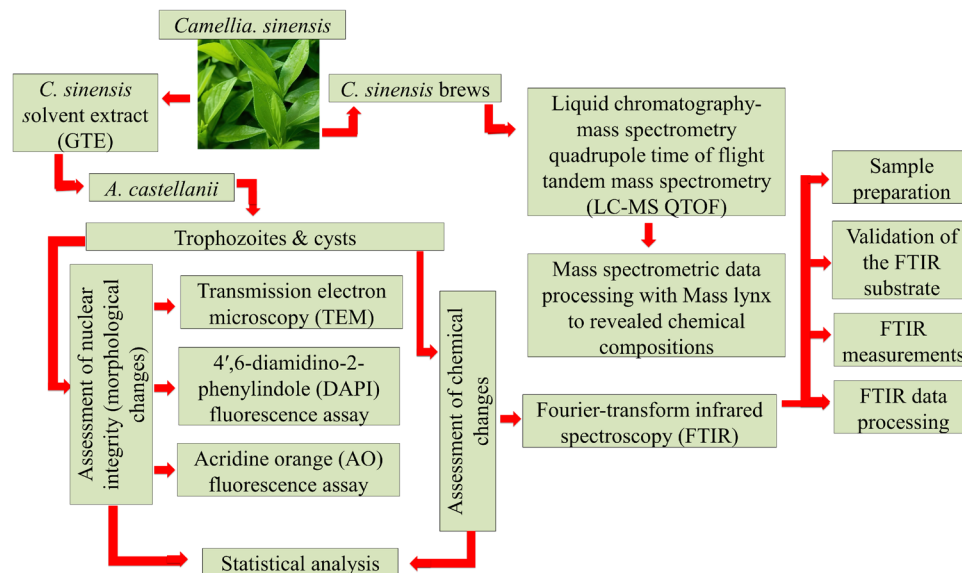 Camellia. sinensis
C. sinensis
solvent extract
(GTE)
C. sinensis brews
Liquid chromatography-
mass spectrometry
quadrupole time of flight
tandem mass spectrometry
(LC-MS QTOF)
A. castellanii
Trophozoites & cysts
Mass spectrometric data
processing with Mass lynx
to revealed chemical
compositions
Sample
preparation
Validation of
the FTIR
substrate
FTIR
measurements
FTIR data
processing
Assessment of nuclear
integrity (morphological
changes)
Transmission electron
microscopy (TEM)
4′,6-diamidino-2-
phenylindole (DAPI)
fluorescence assay
Acridine orange (AO)
fluorescence assay
Assessment of chemical
changes
Fourier-transform infrared
spectroscopy (FTIR)
Statistical analysis